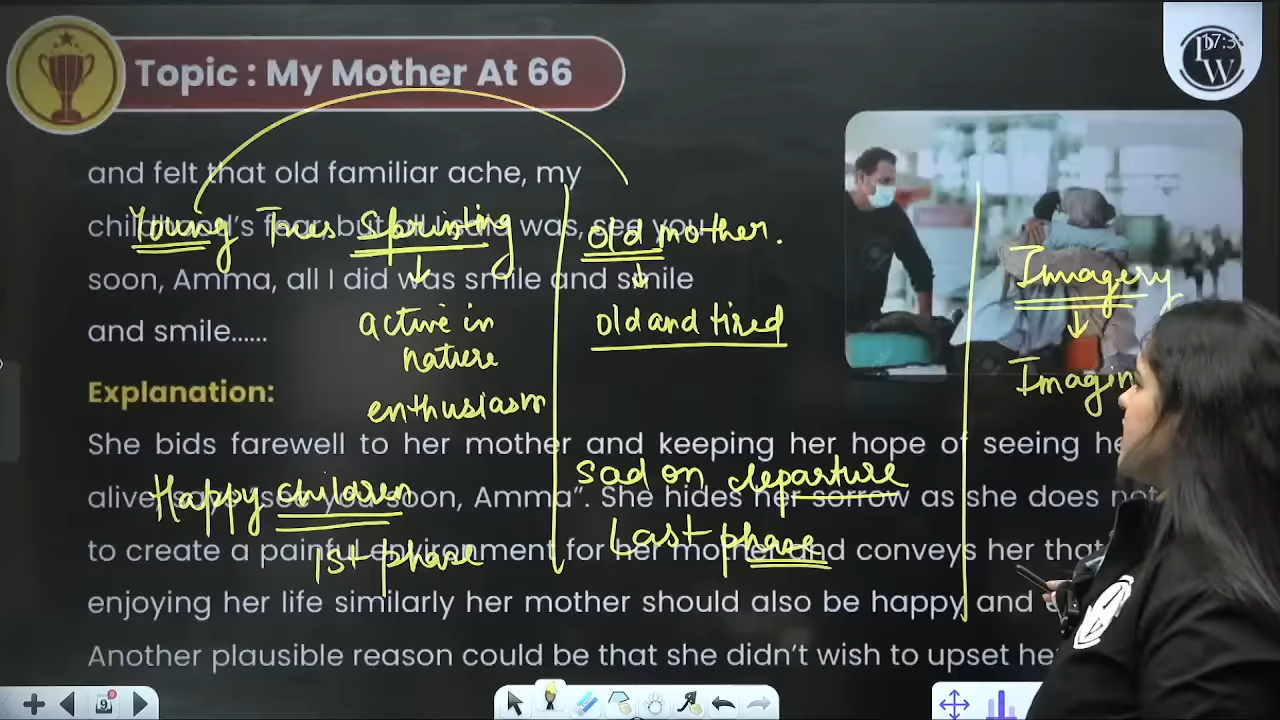 Topic : My Mother At 66
17:3
W
and felt that old familiar ache, my
childhood's fear, but all I said was, see you
soon, Amma, all I did was smile and smile
and smile......
Young Trees Sprinting
↓
active in
nature
enthusiasm
Happy children
1st phase
old mother.
↓
old and tired
Sad on departure
Last phase
Imagery
↓
Explanation:
She bids farewell to her mother and keeping her hope of seeing
alive, says "see you soon, Amma". She hides her sorrow as she does not
to create a painful environment for her mother and conveys her that
enjoying her life similarly her mother should also be happy and
Another plausible reason could be that she didn't wish to upset